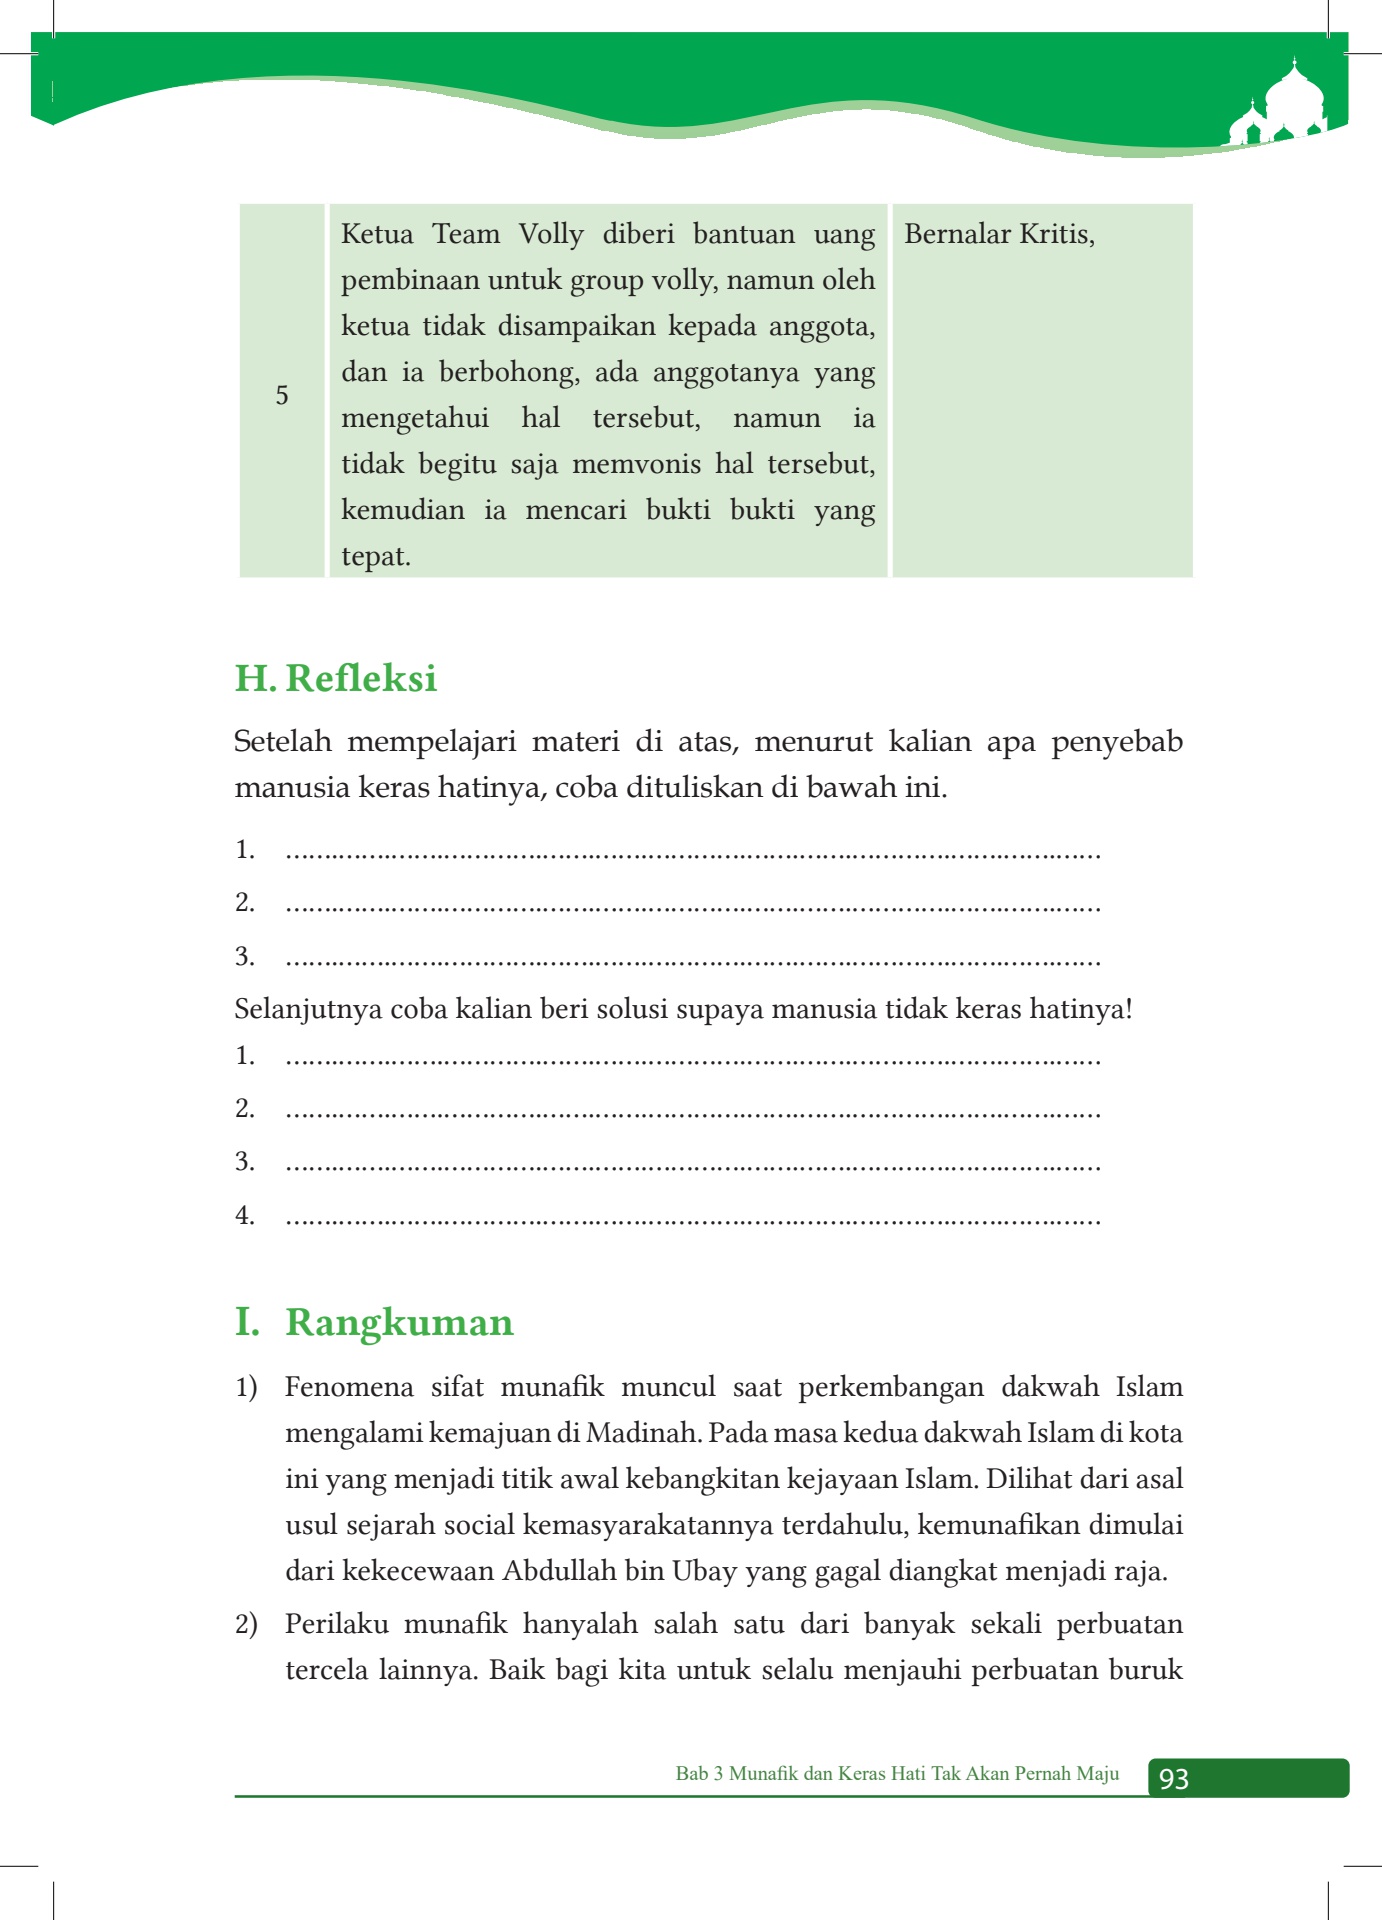 Ketua Team Volly diberi bantuan uang
pembinaan untuk group volly, namun oleh
ketua tidak disampaikan kepada anggota,
dan ia berbohong, ada anggotanya yang
mengetahui hal tersebut, namun ia
tidak begitu saja memvonis hal tersebut,
kemudian ia mencari bukti bukti yang
tepat.
5
Bernalar Kritis,
H. Refleksi
Setelah mempelajari materi di atas, menurut kalian apa penyebab
manusia keras hatinya, coba dituliskan di bawah ini.
1. ..............................................................................................................
2. ..............................................................................................................
3. ..............................................................................................................
Selanjutnya coba kalian beri solusi supaya manusia tidak keras hatinya!
1. ..............................................................................................................
2. ..............................................................................................................
3. ..............................................................................................................
4. ..............................................................................................................
I. Rangkuman
1) Fenomena sifat munafik muncul saat perkembangan dakwah Islam
mengalami kemajuan di Madinah. Pada masa kedua dakwah Islam di kota
ini yang menjadi titik awal kebangkitan kejayaan Islam. Dilihat dari asal
usul sejarah social kemasyarakatannya terdahulu, kemunafikan dimulai
dari kekecewaan Abdullah bin Ubay yang gagal diangkat menjadi raja.
2) Perilaku munafik hanyalah salah satu dari banyak sekali perbuatan
tercela lainnya. Baik bagi kita untuk selalu menjauhi perbuatan buruk
Bab 3 Munafik dan Keras Hati Tak Akan Pernah Maju 93